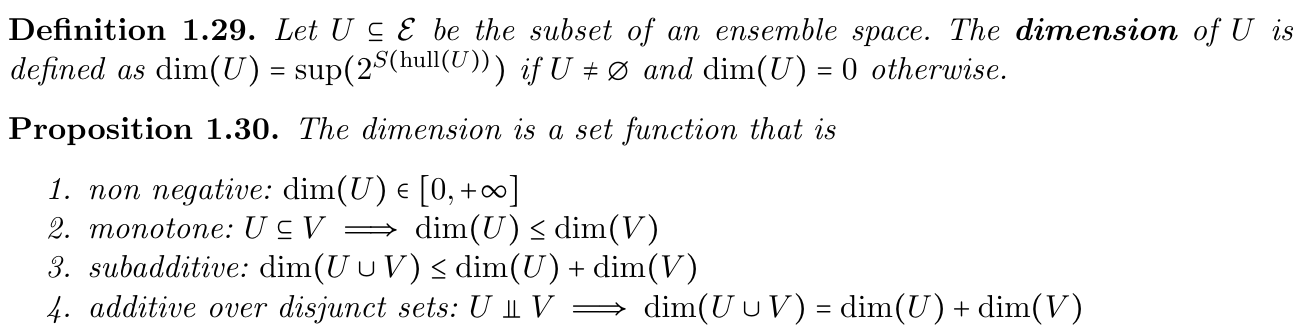 Definition 1.29. Let U ⊆ ℰ be the subset of an ensemble space. The dimension of U is
defined as dim(U) = sup(2^{S(hull(U))}) if U ≠ ∅ and dim(U) = 0 otherwise.
Proposition 1.30. The dimension is a set function that is
1. non negative: dim(U) ∈ [0, +∞]
2. monotone: U ⊆ V ⟹ dim(U) ≤ dim(V)
3. subadditive: dim(U ∪ V) ≤ dim(U) + dim(V)
4. additive over disjunct sets: U ⫫ V ⟹ dim(U ∪ V) = dim(U) + dim(V)